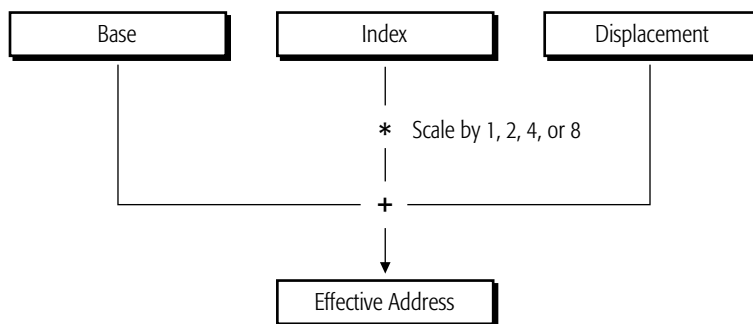 Base
Index
Displacement
* Scale by 1, 2, 4, or 8
+
Effective Address